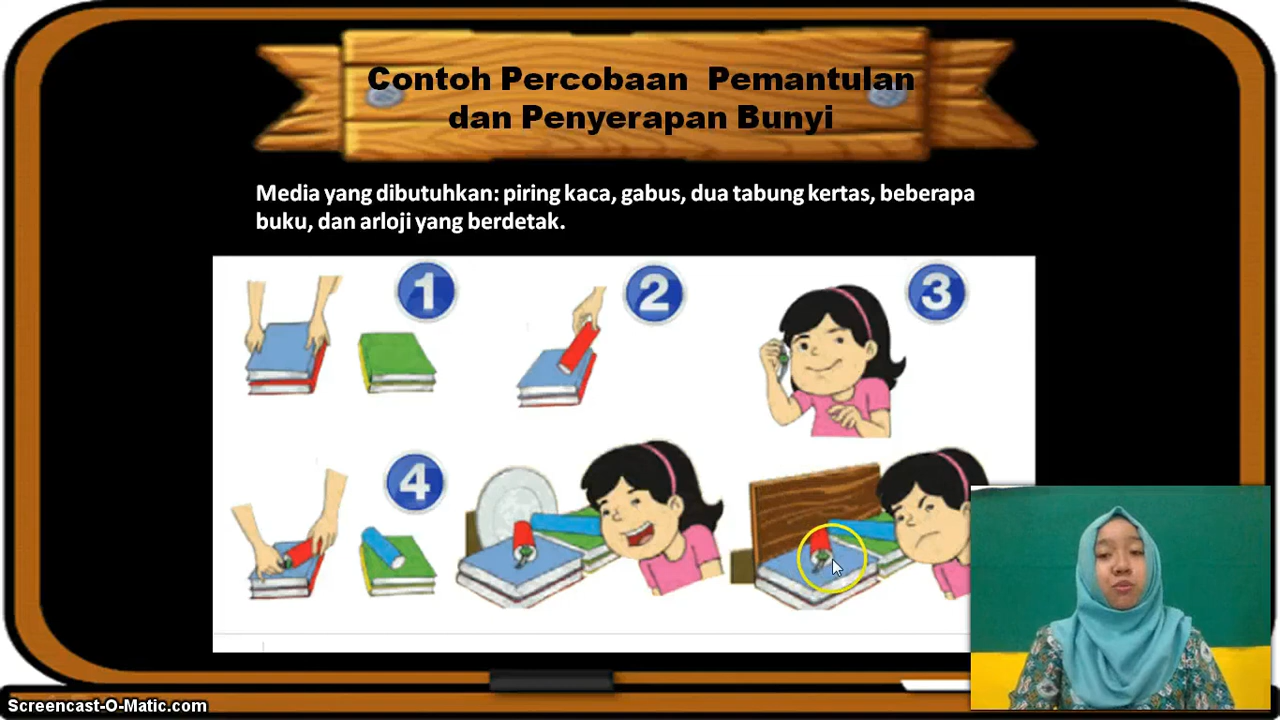 Contoh Percobaan Pemantulan
dan Penyerapan Bunyi
Media yang dibutuhkan: piring kaca, gabus, dua tabung kertas, beberapa
buku, dan arloji yang berdetak.
1
2
3
4
Screencast-O-Matic.com